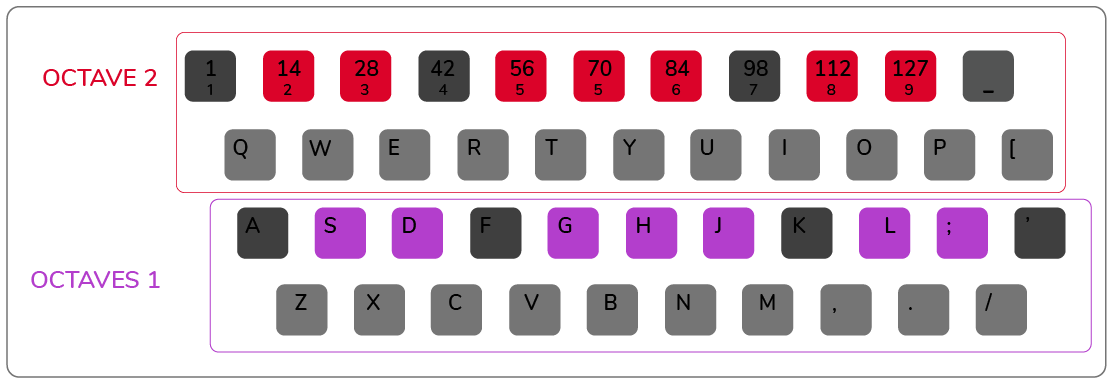 OCTAVE 2
1 14 28 42 56 70 84 98 112 127
1 2 3 4 5 5 6 7 8 9 _
Q W E R T Y U I O P [
A S D F G H J K L ; ’
OCTAVES 1
Z X C V B N M , . /